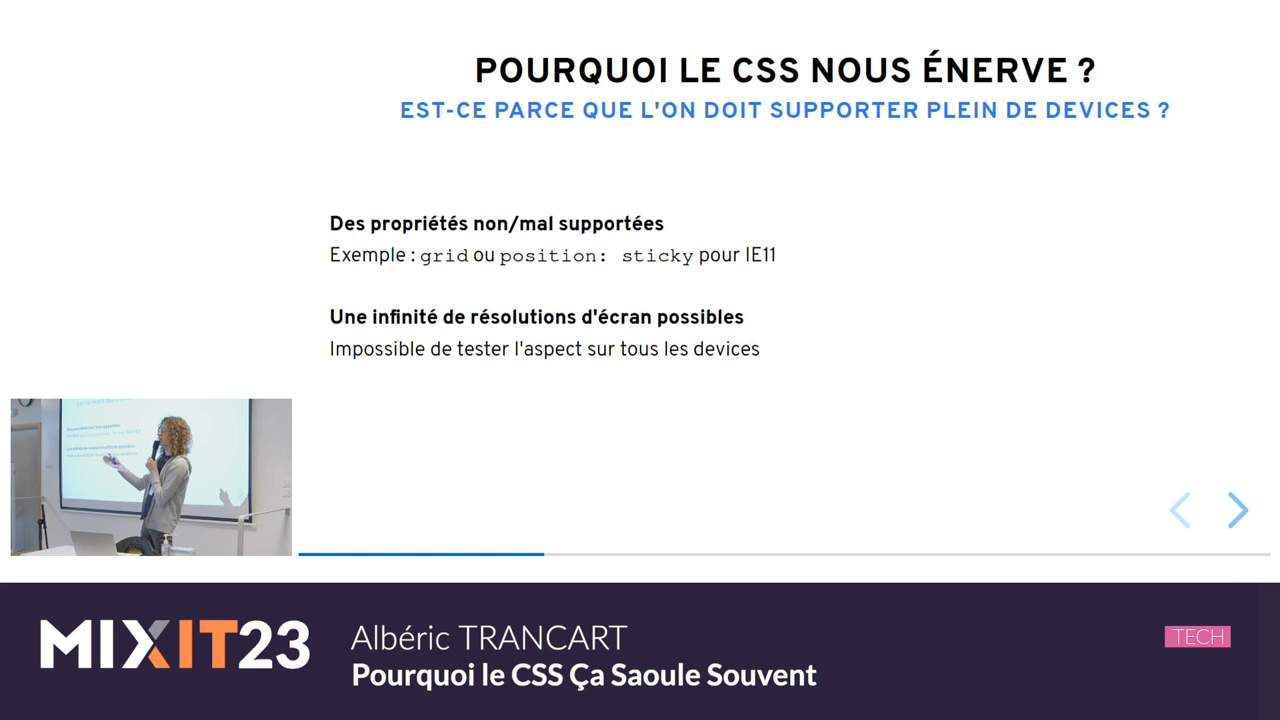 POURQUOI LE CSS NOUS ÉNERVE ?
EST-CE PARCE QUE L'ON DOIT SUPPORTER PLEIN DE DEVICES ?
Des propriétés non/mal supportées
Exemple : grid ou position: sticky pour IE11
Une infinité de résolutions d'écran possibles
Impossible de tester l'aspect sur tous les devices
MIXIT23
Albéric TRANCART
Pourquoi le CSS Ça Saoule Souvent
TECH